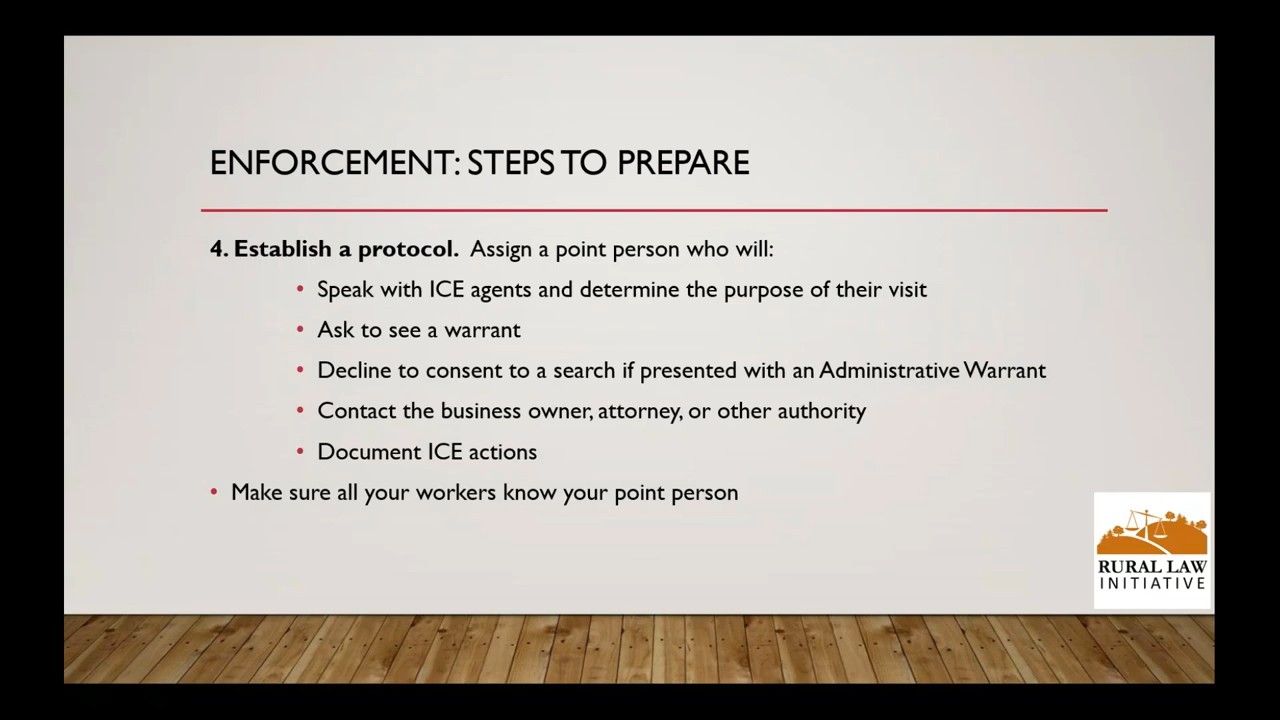 ENFORCEMENT: STEPS TO PREPARE
4. Establish a protocol. Assign a point person who will:
• Speak with ICE agents and determine the purpose of their visit
• Ask to see a warrant
• Decline to consent to a search if presented with an Administrative Warrant
• Contact the business owner, attorney, or other authority
• Document ICE actions
• Make sure all your workers know your point person
RURAL LAW
INITIATIVE